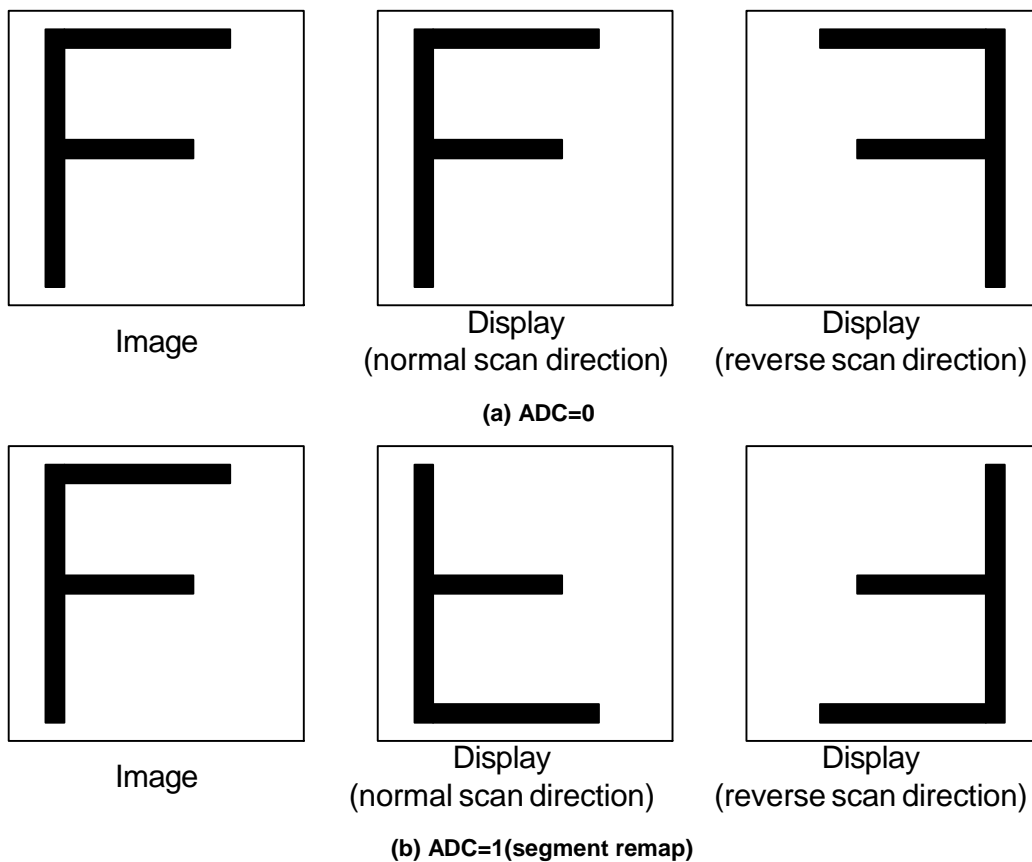 Image
Display
(normal scan direction)
Display
(reverse scan direction)
(a) ADC=0
Image
Display
(normal scan direction)
Display
(reverse scan direction)
(b) ADC=1(segment remap)